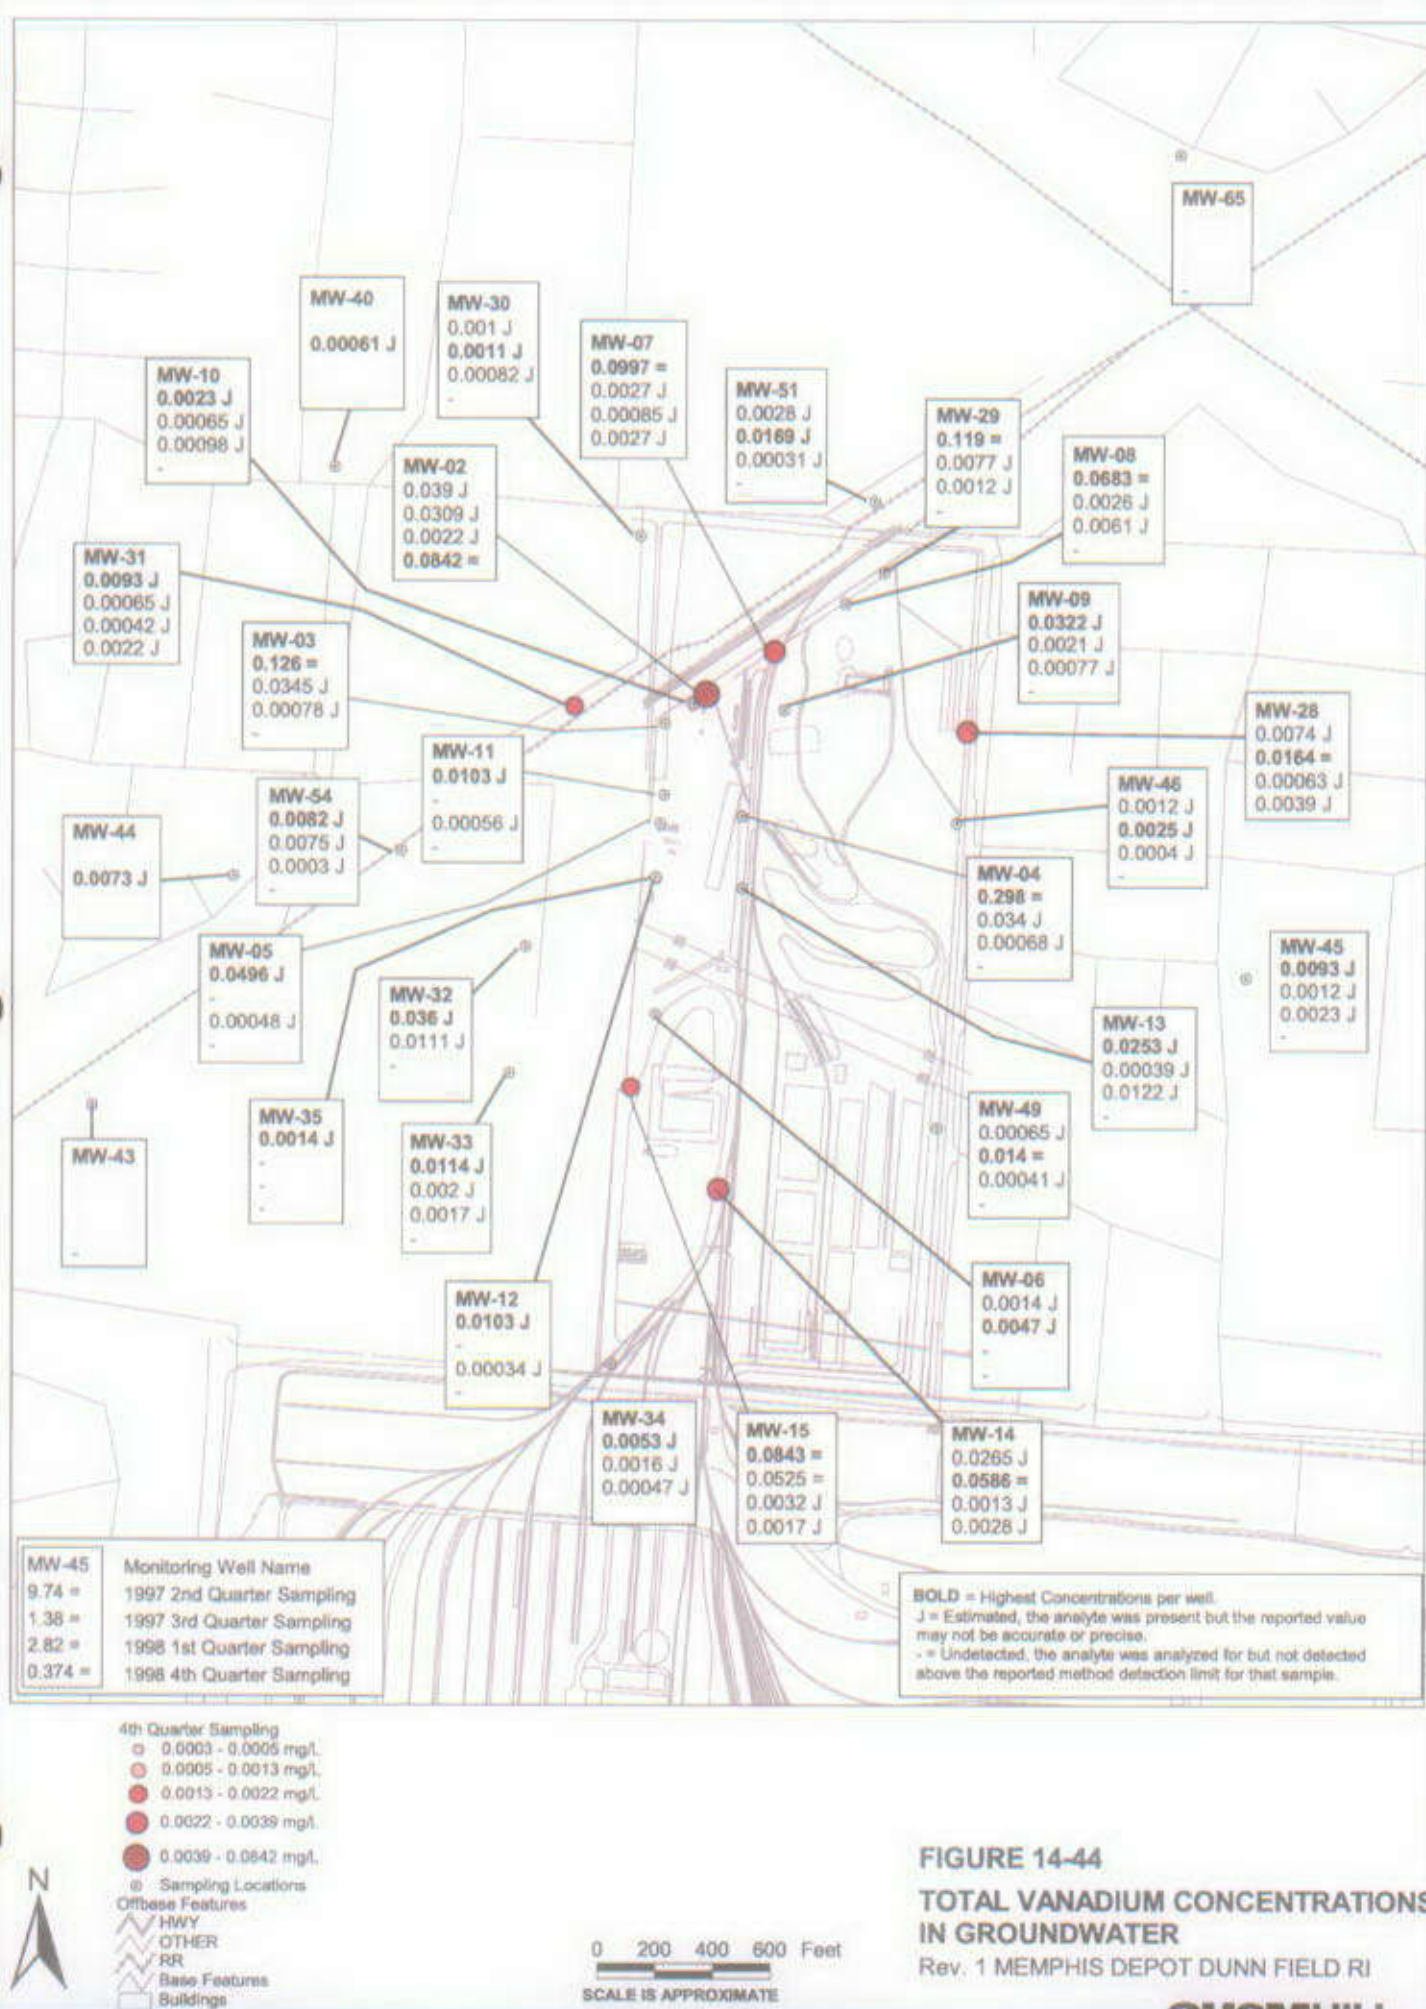 MW-65
-
MW-40
0.00061 J
MW-30
0.001 J
0.0011 J
0.00082 J
-
MW-07
0.0997 =
0.0027 J
0.00085 J
0.0027 J
MW-10
0.0023 J
0.00065 J
0.00098 J
-
MW-51
0.0028 J
0.0169 J
0.00031 J
-
MW-29
0.119 =
0.0077 J
0.0012 J
-
MW-08
0.0683 =
0.0026 J
0.0061 J
-
MW-02
0.039 J
0.0309 J
0.0022 J
0.0842 =
MW-31
0.0093 J
0.00065 J
0.00042 J
0.0022 J
MW-03
0.126 =
0.0345 J
0.00078 J
-
MW-09
0.0322 J
0.0021 J
0.00077 J
-
MW-28
0.0074 J
0.0164 =
0.00063 J
0.0039 J
MW-11
0.0103 J
-
0.00056 J
-
MW-54
0.0082 J
0.0075 J
0.0003 J
-
MW-46
0.0012 J
0.0025 J
0.0004 J
-
MW-44
0.0073 J
MW-04
0.298 =
0.034 J
0.00068 J
-
MW-05
0.0496 J
-
0.00048 J
-
MW-45
0.0093 J
0.0012 J
0.0023 J
-
MW-32
0.036 J
0.0111 J
-
MW-13
0.0253 J
0.00039 J
0.0122 J
-
MW-35
0.0014 J
-
-
-
MW-49
0.00065 J
0.014 =
0.00041 J
-
MW-43
-
MW-33
0.0114 J
0.002 J
0.0017 J
-
MW-06
0.0014 J
0.0047 J
-
-
MW-12
0.0103 J
-
0.00034 J
-
MW-34
0.0053 J
0.0016 J
0.00047 J
MW-15
0.0843 =
0.0525 =
0.0032 J
0.0017 J
MW-14
0.0265 J
0.0586 =
0.0013 J
0.0028 J
MW-45 Monitoring Well Name
9.74 = 1997 2nd Quarter Sampling
1.38 = 1997 3rd Quarter Sampling
2.82 = 1998 1st Quarter Sampling
0.374 = 1998 4th Quarter Sampling
BOLD = Highest Concentrations per well.
J = Estimated, the analyte was present but the reported value
may not be accurate or precise.
- = Undetected, the analyte was analyzed for but not detected
above the reported method detection limit for that sample.
4th Quarter Sampling
0.0003 - 0.0005 mg/L
0.0005 - 0.0013 mg/L
0.0013 - 0.0022 mg/L
0.0022 - 0.0039 mg/L
0.0039 - 0.0842 mg/L
Sampling Locations
Offbase Features
HWY
OTHER
RR
Base Features
Buildings
N
0 200 400 600 Feet
SCALE IS APPROXIMATE
FIGURE 14-44
TOTAL VANADIUM CONCENTRATIONS
IN GROUNDWATER
Rev. 1 MEMPHIS DEPOT DUNN FIELD RI